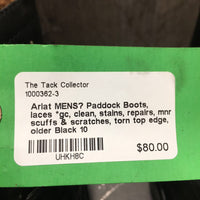 The Tack Collector
1000362-3
Ariat MENS? Paddock Boots,
laces *gc, clean, stains, repairs, mnr
scuffs & scratches, torn top edge,
older Black 10
UHKH8C
$80.00